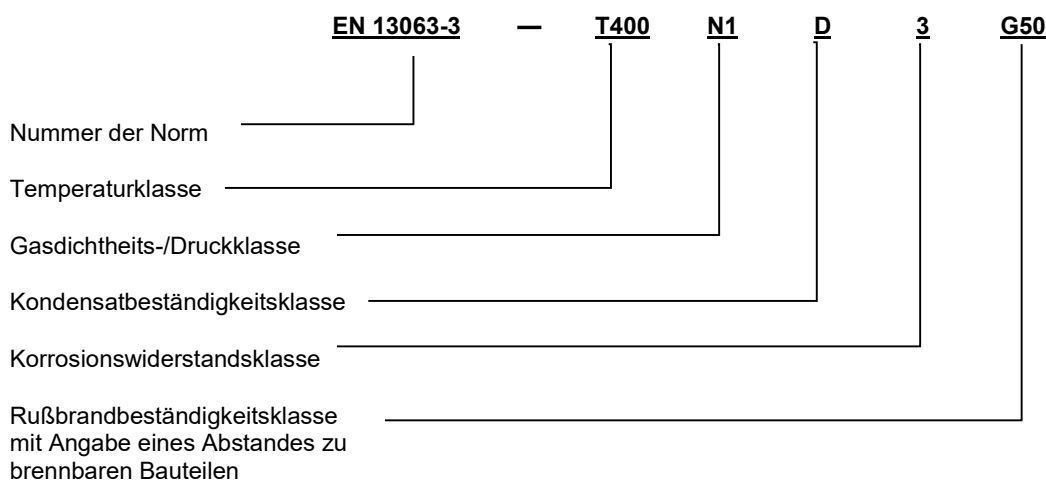 EN 13063-3 — T400 N1 D 3 G50
Nummer der Norm
Temperaturklasse
Gasdichtheits-/Druckklasse
Kondensatbeständigkeitsklasse
Korrosionswiderstandsklasse
Rußbrandbeständigkeitsklasse
mit Angabe eines Abstandes zu
brennbaren Bauteilen